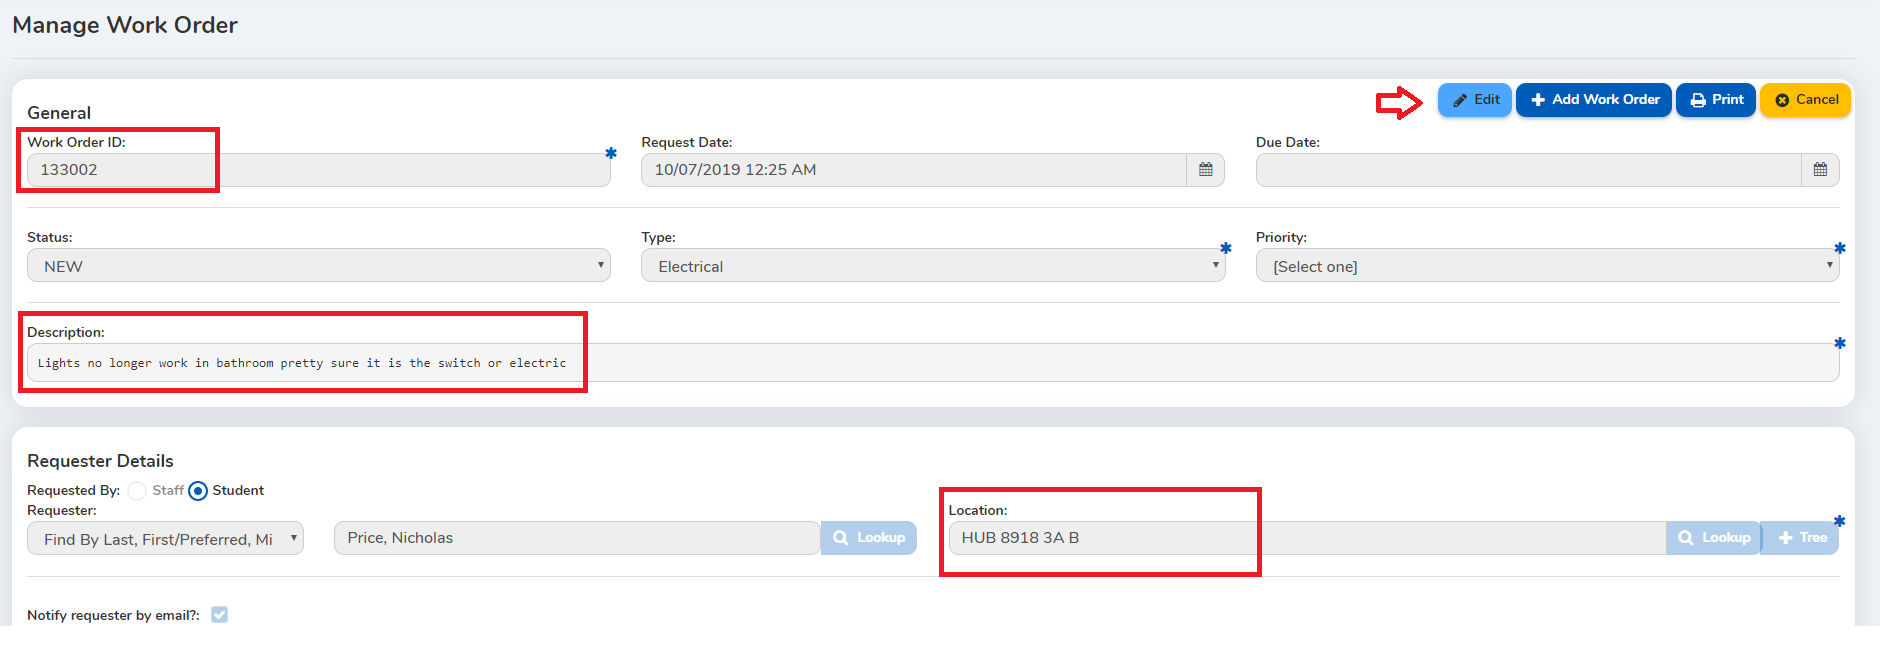 Manage Work Order
General
Edit Add Work Order Print Cancel
Work Order ID: Request Date: Due Date:
133002 10/07/2019 12:25 AM
Status: Type: Priority:
NEW Electrical [Select one]
Description:
Lights no longer work in bathroom pretty sure it is the switch or electric
Requester Details
Requested By: Staff Student
Requester: Location:
Find By Last, First/Preferred, Mi Price, Nicholas Lookup HUB 8918 3A B Lookup Tree
Notify requester by email?: